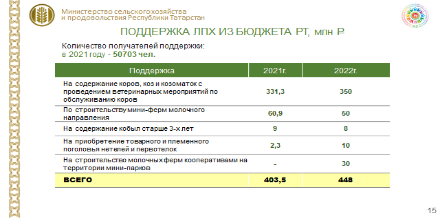 Министерство сельского хозяйства
и продовольствия Республики Татарстан
ПОДДЕРЖКА ЛПХ ИЗ БЮДЖЕТА РТ, млн Р
Количество получателей поддержки:
в 2021 году - 50703 чел.
Поддержка 2021г. 2022г.
На содержание коров, коз и козоматок с
проведением ветеринарных мероприятий по
обслуживанию коров 331,3 350
По строительству мини-ферм молочного
направления 60,9 50
На содержание кобыл старше 3-х лет 9 8
На приобретение товарного и племенного
поголовья нетелей и первотелок 2,3 10
На строительство молочных ферм кооперативами на
территории мини-парков - 30
ВСЕГО 403,5 448
15